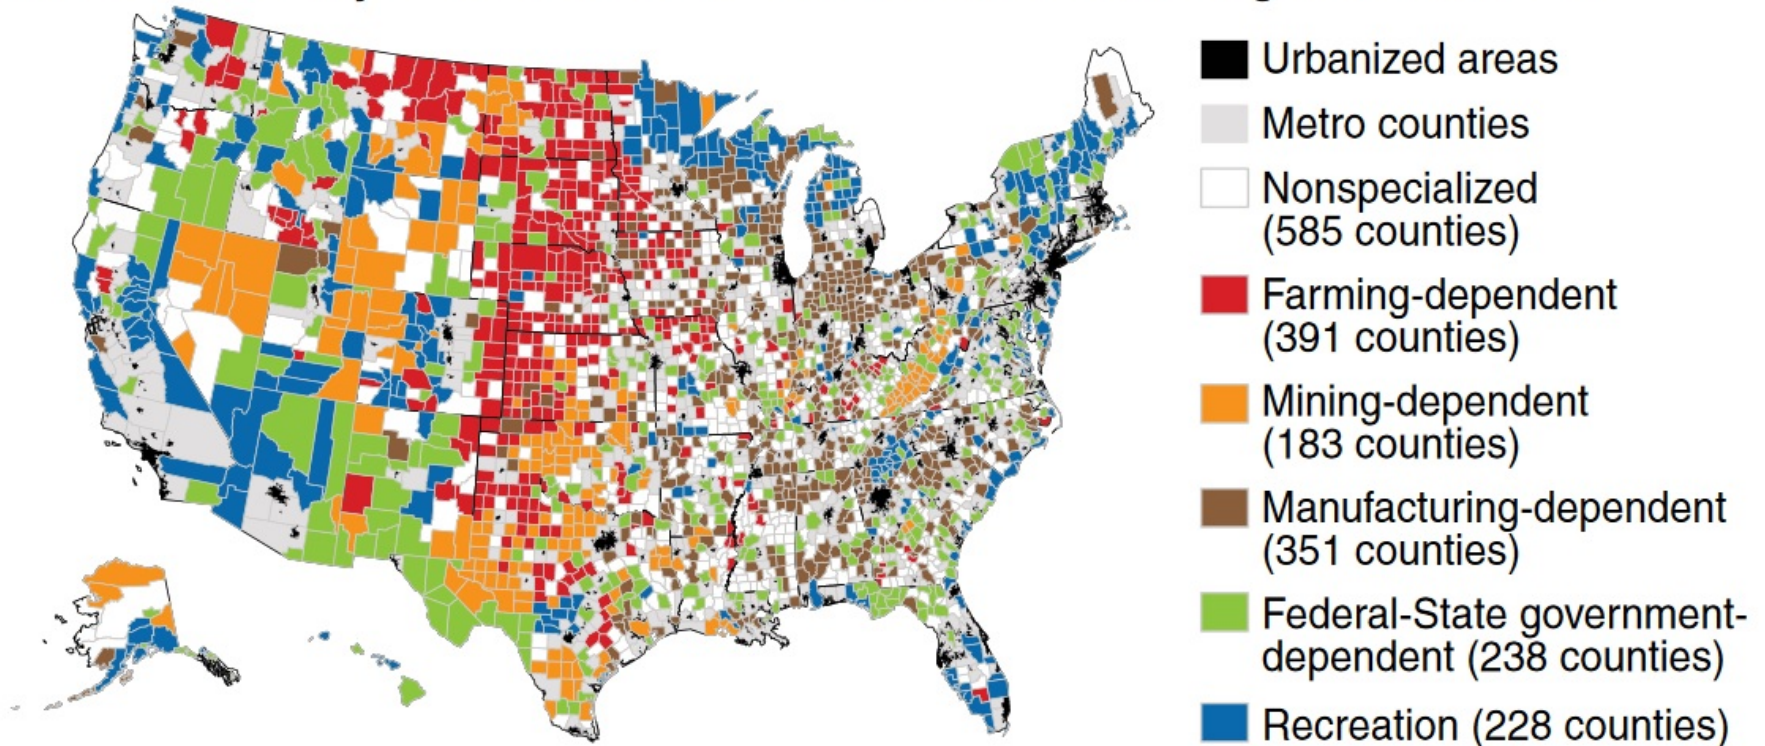 Urbanized areas
Metro counties
Nonspecialized
(585 counties)
Farming-dependent
(391 counties)
Mining-dependent
(183 counties)
Manufacturing-dependent
(351 counties)
Federal-State government-
dependent (238 counties)
Recreation (228 counties)